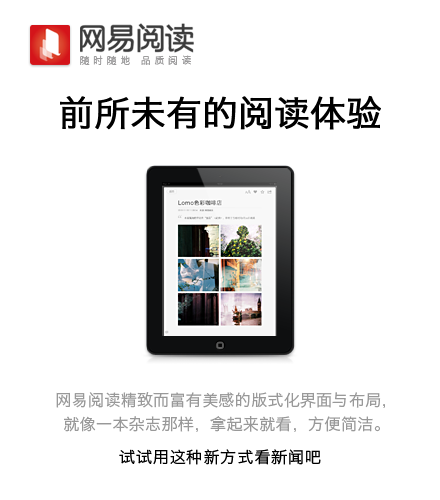 网易阅读
随时随地 品质阅读
前所未有的阅读体验
Lomo色彩咖啡店
网易阅读精致而富有美感的版式化界面与布局，
就像一本杂志那样，拿起来就看，方便简洁。
试试用这种新方式看新闻吧